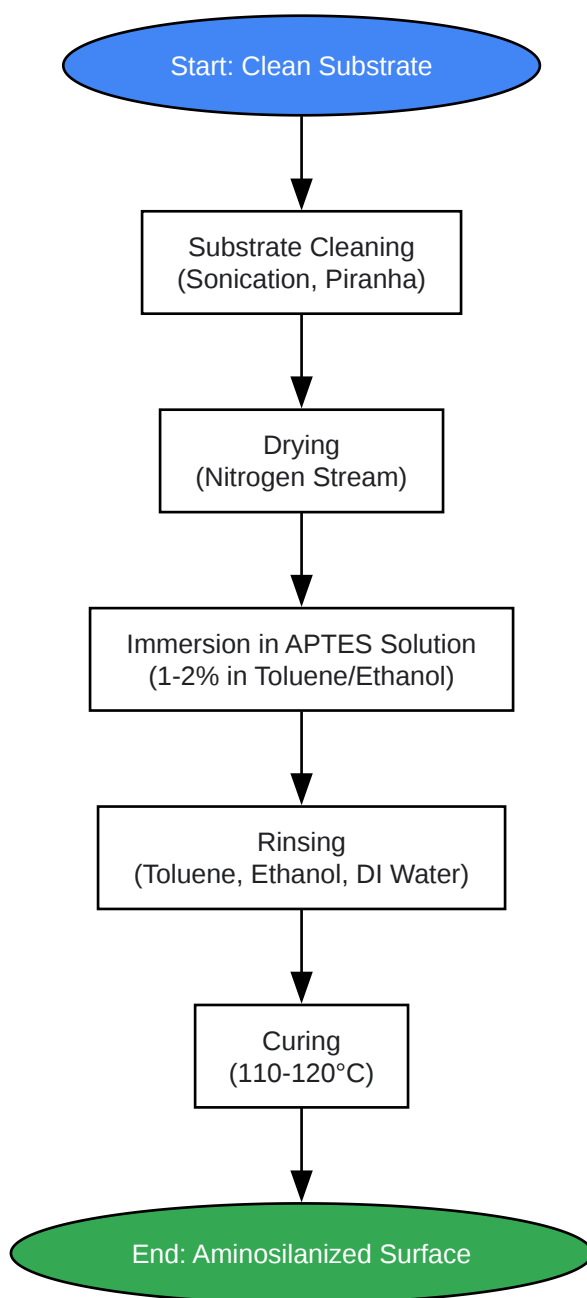 Start: Clean Substrate
Substrate Cleaning
(Sonication, Piranha)
Drying
(Nitrogen Stream)
Immersion in APTES Solution
(1-2% in Toluene/Ethanol)
Rinsing
(Toluene, Ethanol, DI Water)
Curing
(110-120°C)
End: Aminosilanized Surface